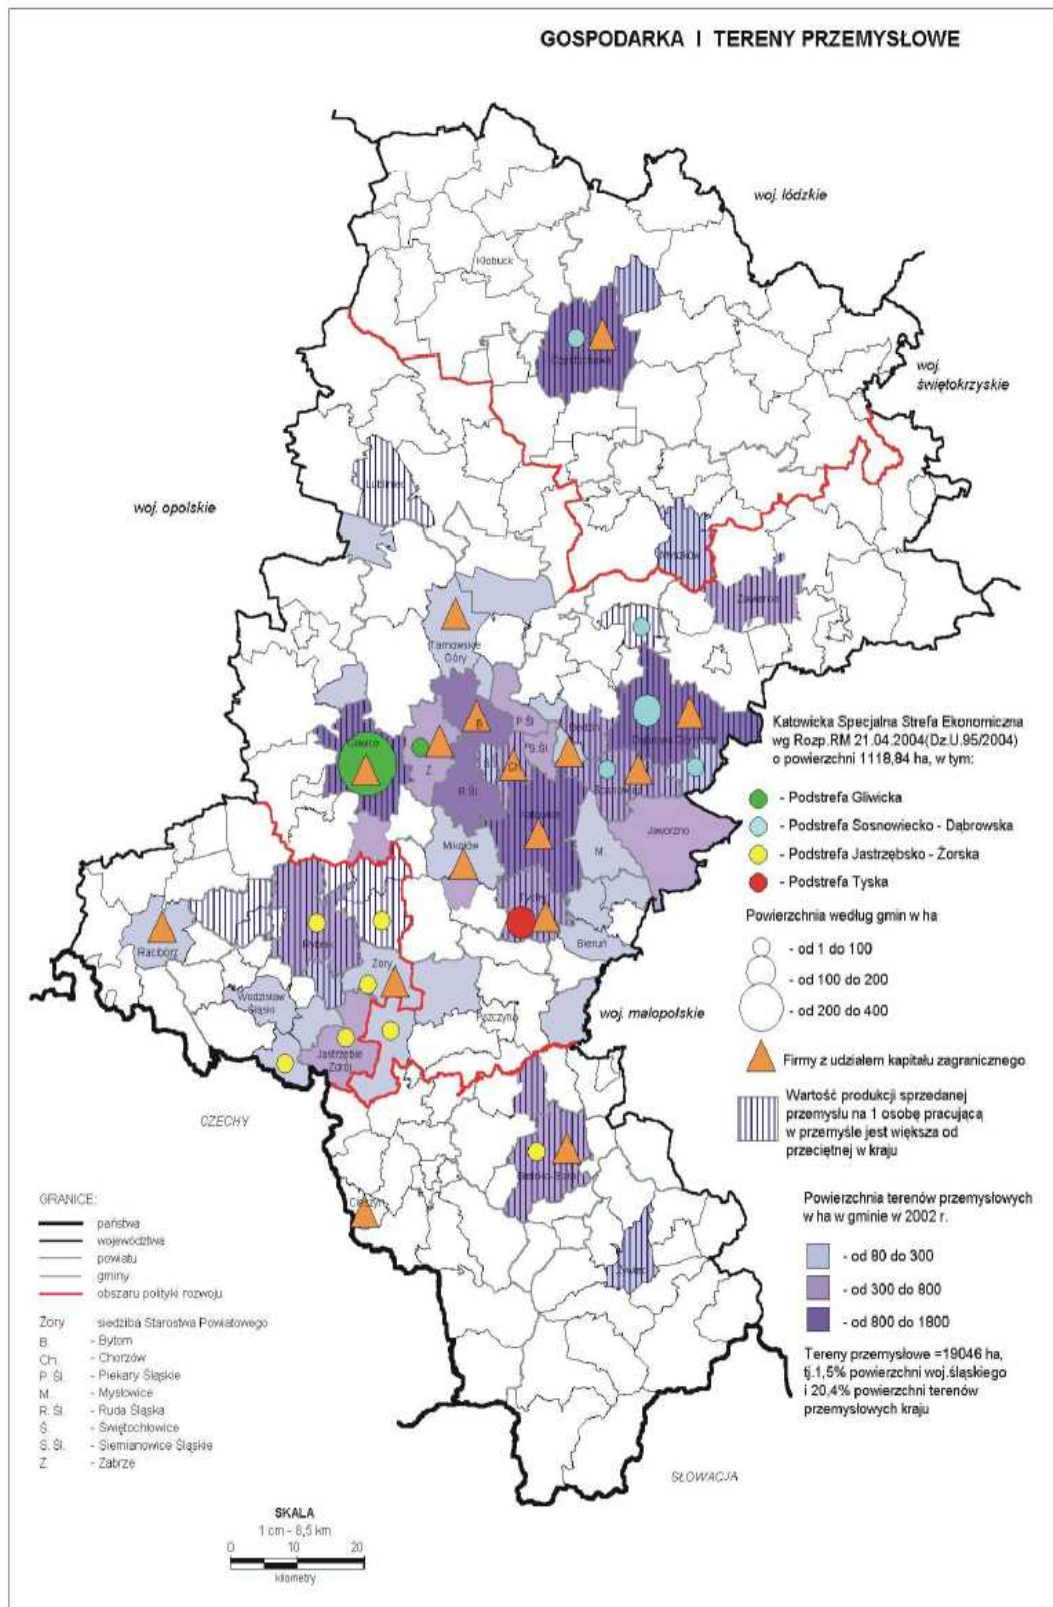 GOSPODARKA I TERENY PRZEMYSŁOWE
woj. łódzkie
Kłobuck
Częstochowa
woj.
świętokrzyskie
Lubliniec
woj. opolskie
Myszków
Zawiercie
Tarnowskie
Góry
B.
P.Śl.
Będzin
Dąbrowa Górnicza
Gliwice
Z.
S.Śl.
Ś.
Ch.
Sosnowiec
R.Śl.
Katowice
Jaworzno
Mikołów
M.
Tychy
Racibórz
Rybnik
Bieruń
Żory
Wodzisław
Śląski
Pszczyna
woj. małopolskie
Jastrzębie
Zdrój
CZECHY
Bielsko-Biała
Cieszyn
Żywiec
SŁOWACJA
Katowicka Specjalna Strefa Ekonomiczna
wg Rozp.RM 21.04.2004(Dz.U.95/2004)
o powierzchni 1118,84 ha, w tym:
- Podstrefa Gliwicka
- Podstrefa Sosnowiecko - Dąbrowska
- Podstrefa Jastrzębsko - Żorska
- Podstrefa Tyska
Powierzchnia według gmin w ha
- od 1 do 100
- od 100 do 200
- od 200 do 400
Firmy z udziałem kapitału zagranicznego
Wartość produkcji sprzedanej
przemysłu na 1 osobę pracującą
w przemyśle jest większa od
przeciętnej w kraju
Powierzchnia terenów przemysłowych
w ha w gminie w 2002 r.
- od 80 do 300
- od 300 do 800
- od 800 do 1800
Tereny przemysłowe =19046 ha,
tj.1,5% powierzchni woj.śląskiego
i 20,4% powierzchni terenów
przemysłowych kraju
GRANICE:
państwa
województwa
powiatu
gminy
obszaru polityki rozwoju
Żory siedziba Starostwa Powiatowego
B. - Bytom
Ch. - Chorzów
P. Śl. - Piekary Śląskie
M. - Mysłowice
R. Śl. - Ruda Śląska
Ś. - Świętochłowice
S. Śl. - Siemianowice Śląskie
Z. - Zabrze
SKALA
1 cm - 8,5 km
0 10 20
kilometry